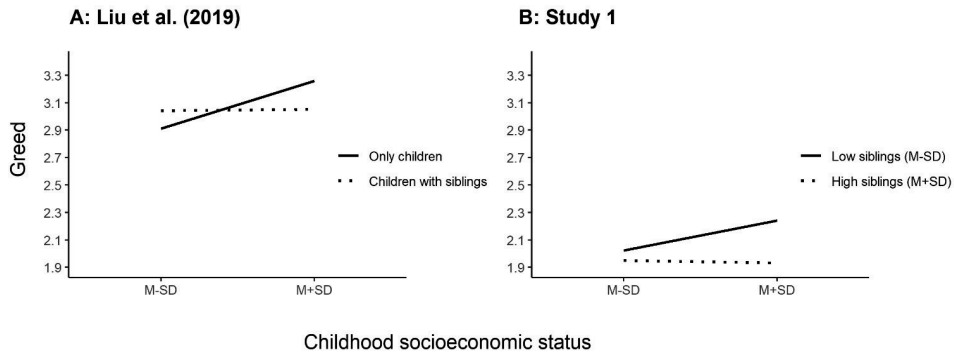 A: Liu et al. (2019)
Greed
3.3
3.1
2.9
2.7
2.5
2.3
2.1
1.9
M-SD
M+SD
Only children
Children with siblings
B: Study 1
3.3
3.1
2.9
2.7
2.5
2.3
2.1
1.9
M-SD
M+SD
Low siblings (M-SD)
High siblings (M+SD)
Childhood socioeconomic status